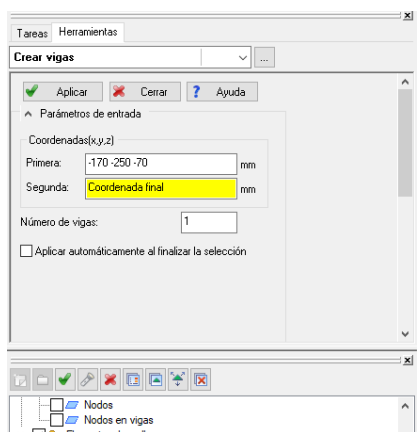 Tareas Herramientas
Crear vigas ...
Aplicar Cerrar ? Ayuda
Parámetros de entrada
Coordenadas(x,y,z)
Primera: -170 -250 -70 mm
Segunda: Coordenada final mm
Número de vigas: 1
Aplicar automáticamente al finalizar la selección
Nodos
Nodos en vigas